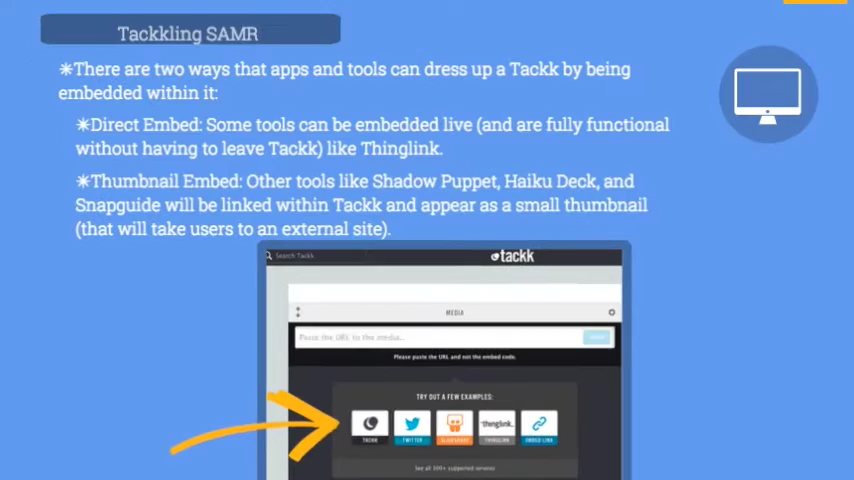 Tackkling SAMR
✴There are two ways that apps and tools can dress up a Tackk by being
embedded within it:
✴Direct Embed: Some tools can be embedded live (and are fully functional
without having to leave Tackk) like Thinglink.
✴Thumbnail Embed: Other tools like Shadow Puppet, Haiku Deck, and
Snapguide will be linked within Tackk and appear as a small thumbnail
(that will take users to an external site).
Search Tackk
tackk
MEDIA
Paste the URL to the media...
Please paste the URL and not the embed code.
TRY OUT A FEW EXAMPLES:
thinglink..
TACKK TWITTER SLIDESHARE THINGLINK EMBED LINK
See all 300+ supported services